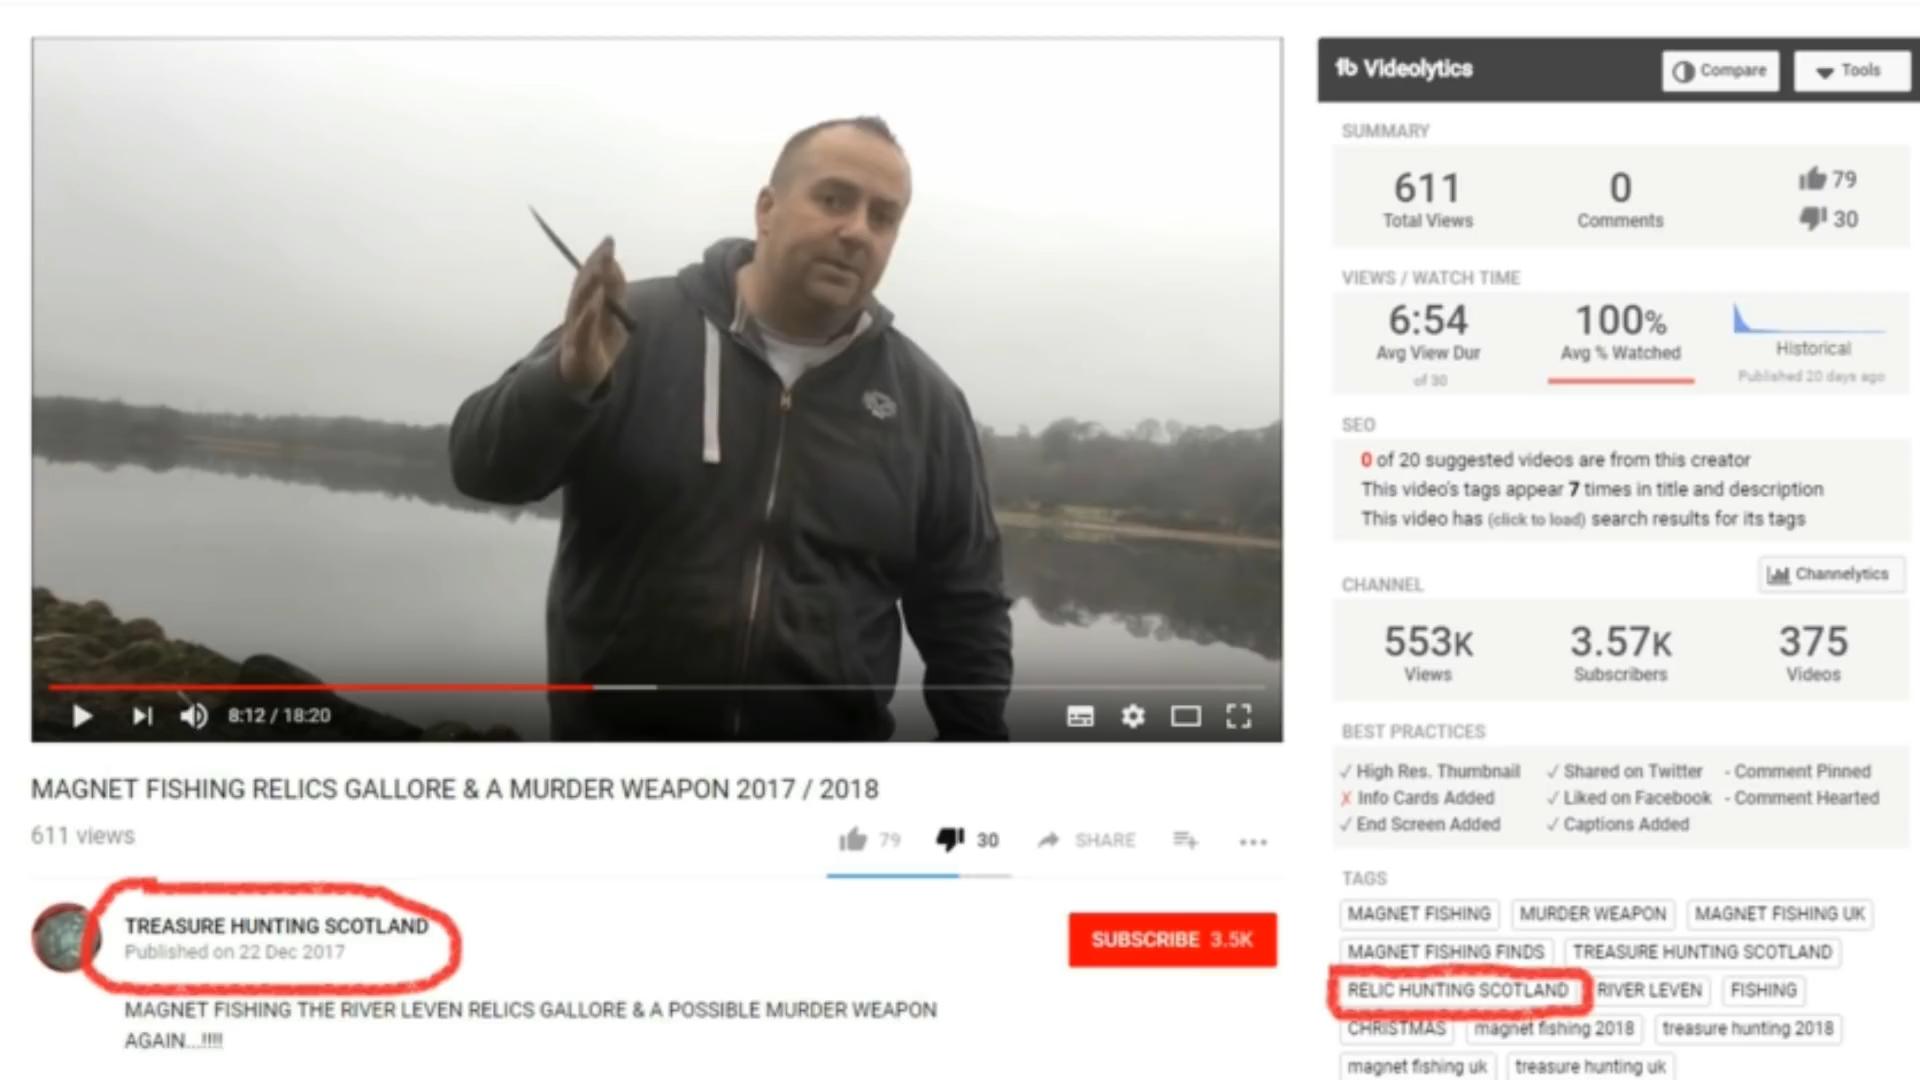 8:12 / 18:20
MAGNET FISHING RELICS GALLORE & A MURDER WEAPON 2017 / 2018
611 views
79
30
SHARE
TREASURE HUNTING SCOTLAND
Published on 22 Dec 2017
SUBSCRIBE 3.5K
MAGNET FISHING THE RIVER LEVEN RELICS GALLORE & A POSSIBLE MURDER WEAPON
AGAIN...!!!!
Videolytics
Compare
Tools
SUMMARY
611
Total Views
0
Comments
79
30
VIEWS / WATCH TIME
6:54
Avg View Dur
of 30
100%
Avg % Watched
Historical
Published 20 days ago
SEO
0 of 20 suggested videos are from this creator
This video's tags appear 7 times in title and description
This video has (click to load) search results for its tags
CHANNEL
Channelytics
553K
Views
3.57K
Subscribers
375
Videos
BEST PRACTICES
✓ High Res. Thumbnail ✓ Shared on Twitter - Comment Pinned
✗ Info Cards Added ✓ Liked on Facebook - Comment Hearted
✓ End Screen Added ✓ Captions Added
TAGS
MAGNET FISHING MURDER WEAPON MAGNET FISHING UK
MAGNET FISHING FINDS TREASURE HUNTING SCOTLAND
RELIC HUNTING SCOTLAND RIVER LEVEN FISHING
CHRISTMAS magnet fishing 2018 treasure hunting 2018
magnet fishing uk treasure hunting uk